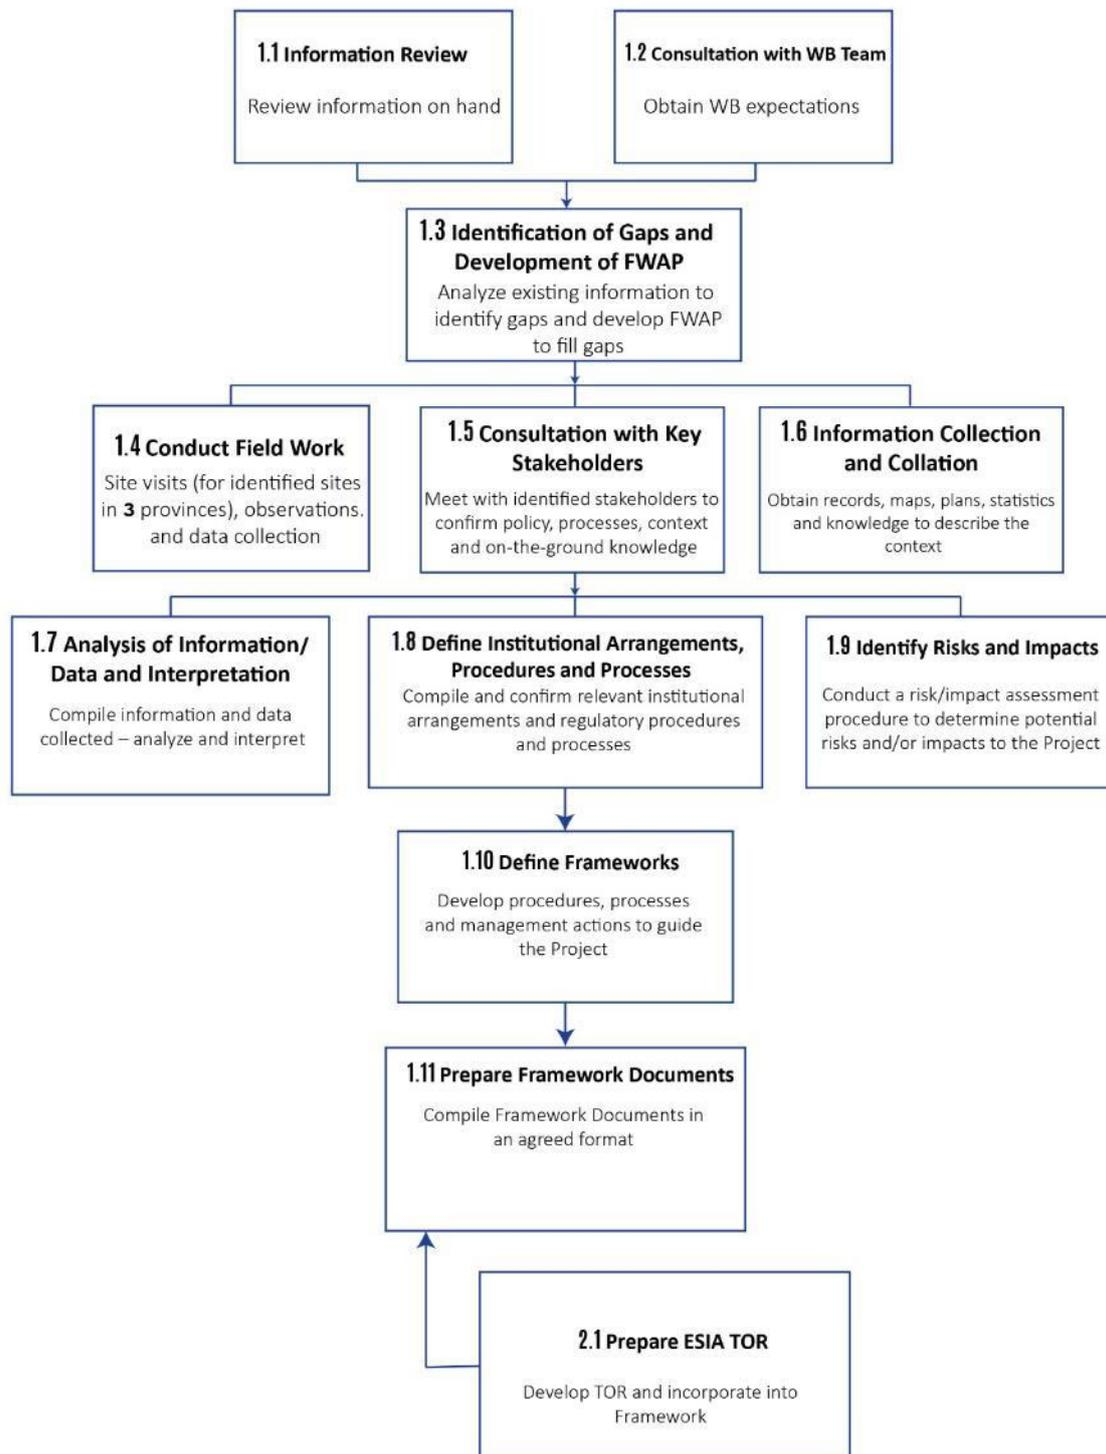 1.1 Information Review
Review information on hand
1.2 Consultation with WB Team
Obtain WB expectations
1.3 Identification of Gaps and
Development of FWAP
Analyze existing information to
identify gaps and develop FWAP
to fill gaps
1.4 Conduct Field Work
Site visits (for identified sites
in 3 provinces), observations.
and data collection
1.5 Consultation with Key
Stakeholders
Meet with identified stakeholders to
confirm policy, processes, context
and on-the-ground knowledge
1.6 Information Collection
and Collation
Obtain records, maps, plans, statistics
and knowledge to describe the
context
1.7 Analysis of Information/
Data and Interpretation
Compile information and data
collected – analyze and interpret
1.8 Define Institutional Arrangements,
Procedures and Processes
Compile and confirm relevant institutional
arrangements and regulatory procedures
and processes
1.9 Identify Risks and Impacts
Conduct a risk/impact assessment
procedure to determine potential
risks and/or impacts to the Project
1.10 Define Frameworks
Develop procedures, processes
and management actions to guide
the Project
1.11 Prepare Framework Documents
Compile Framework Documents in
an agreed format
2.1 Prepare ESIA TOR
Develop TOR and incorporate into
Framework